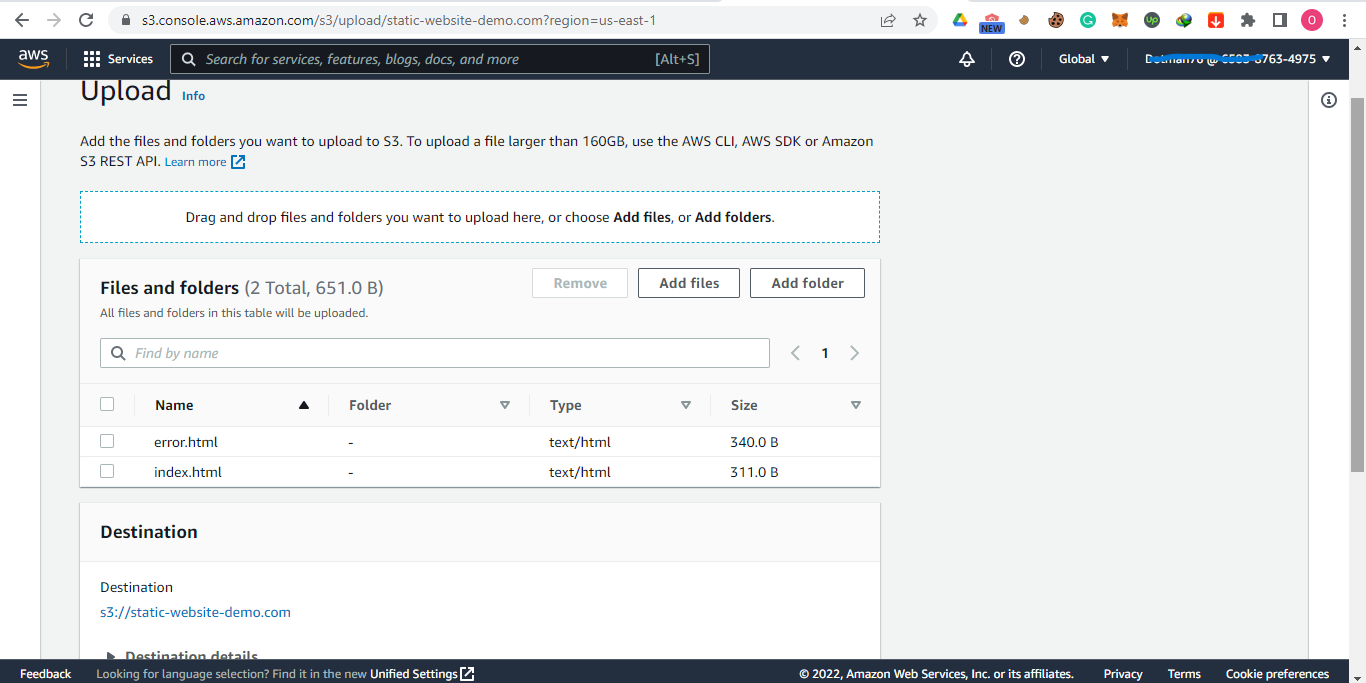 s3.console.aws.amazon.com/s3/upload/static-website-demo.com?region=us-east-1
NEW
G
Up
O
aws
Services
Search for services, features, blogs, docs, and more
[Alt+S]
Global
763-4975
Upload Info
Add the files and folders you want to upload to S3. To upload a file larger than 160GB, use the AWS CLI, AWS SDK or Amazon
S3 REST API. Learn more
Drag and drop files and folders you want to upload here, or choose Add files, or Add folders.
Files and folders (2 Total, 651.0 B)
Remove
Add files
Add folder
All files and folders in this table will be uploaded.
Find by name
1
Name Folder Type Size
error.html - text/html 340.0 B
index.html - text/html 311.0 B
Destination
Destination
s3://static-website-demo.com
Destination details
Feedback Looking for language selection? Find it in the new Unified Settings © 2022, Amazon Web Services, Inc. or its affiliates. Privacy Terms Cookie preferences